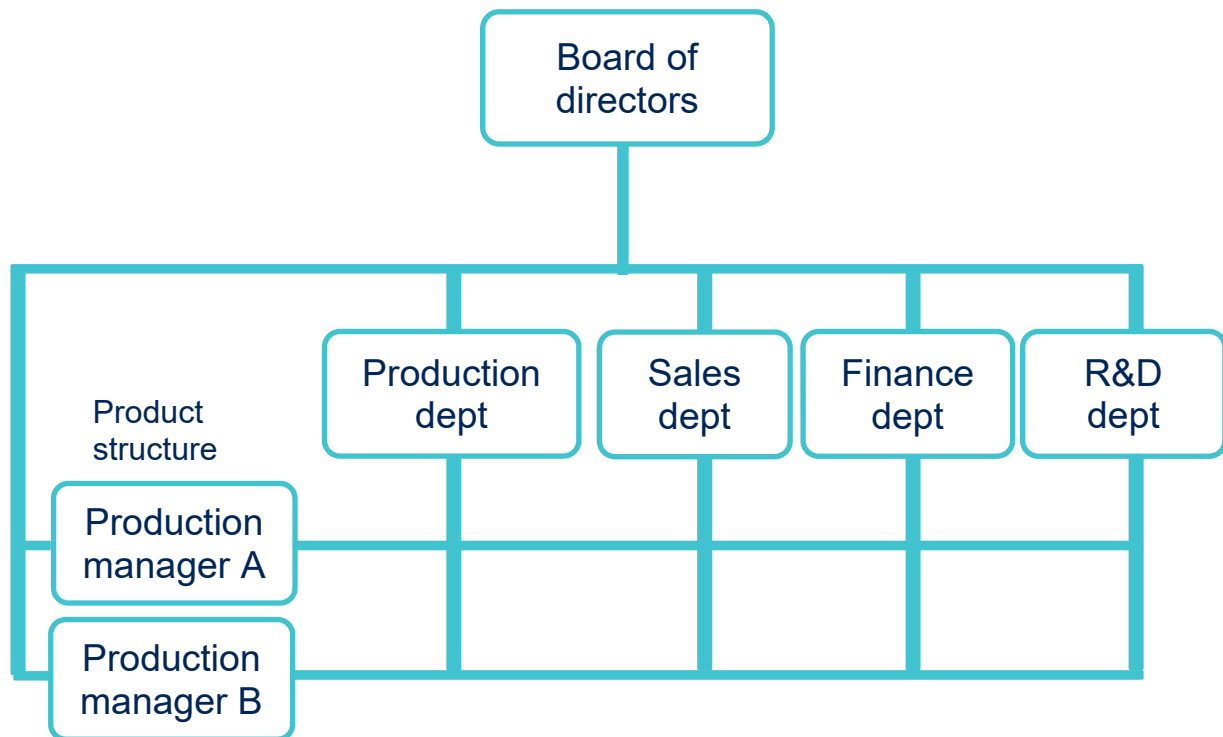 Board of
directors
Production
dept
Sales
dept
Finance
dept
R&D
dept
Product
structure
Production
manager A
Production
manager B